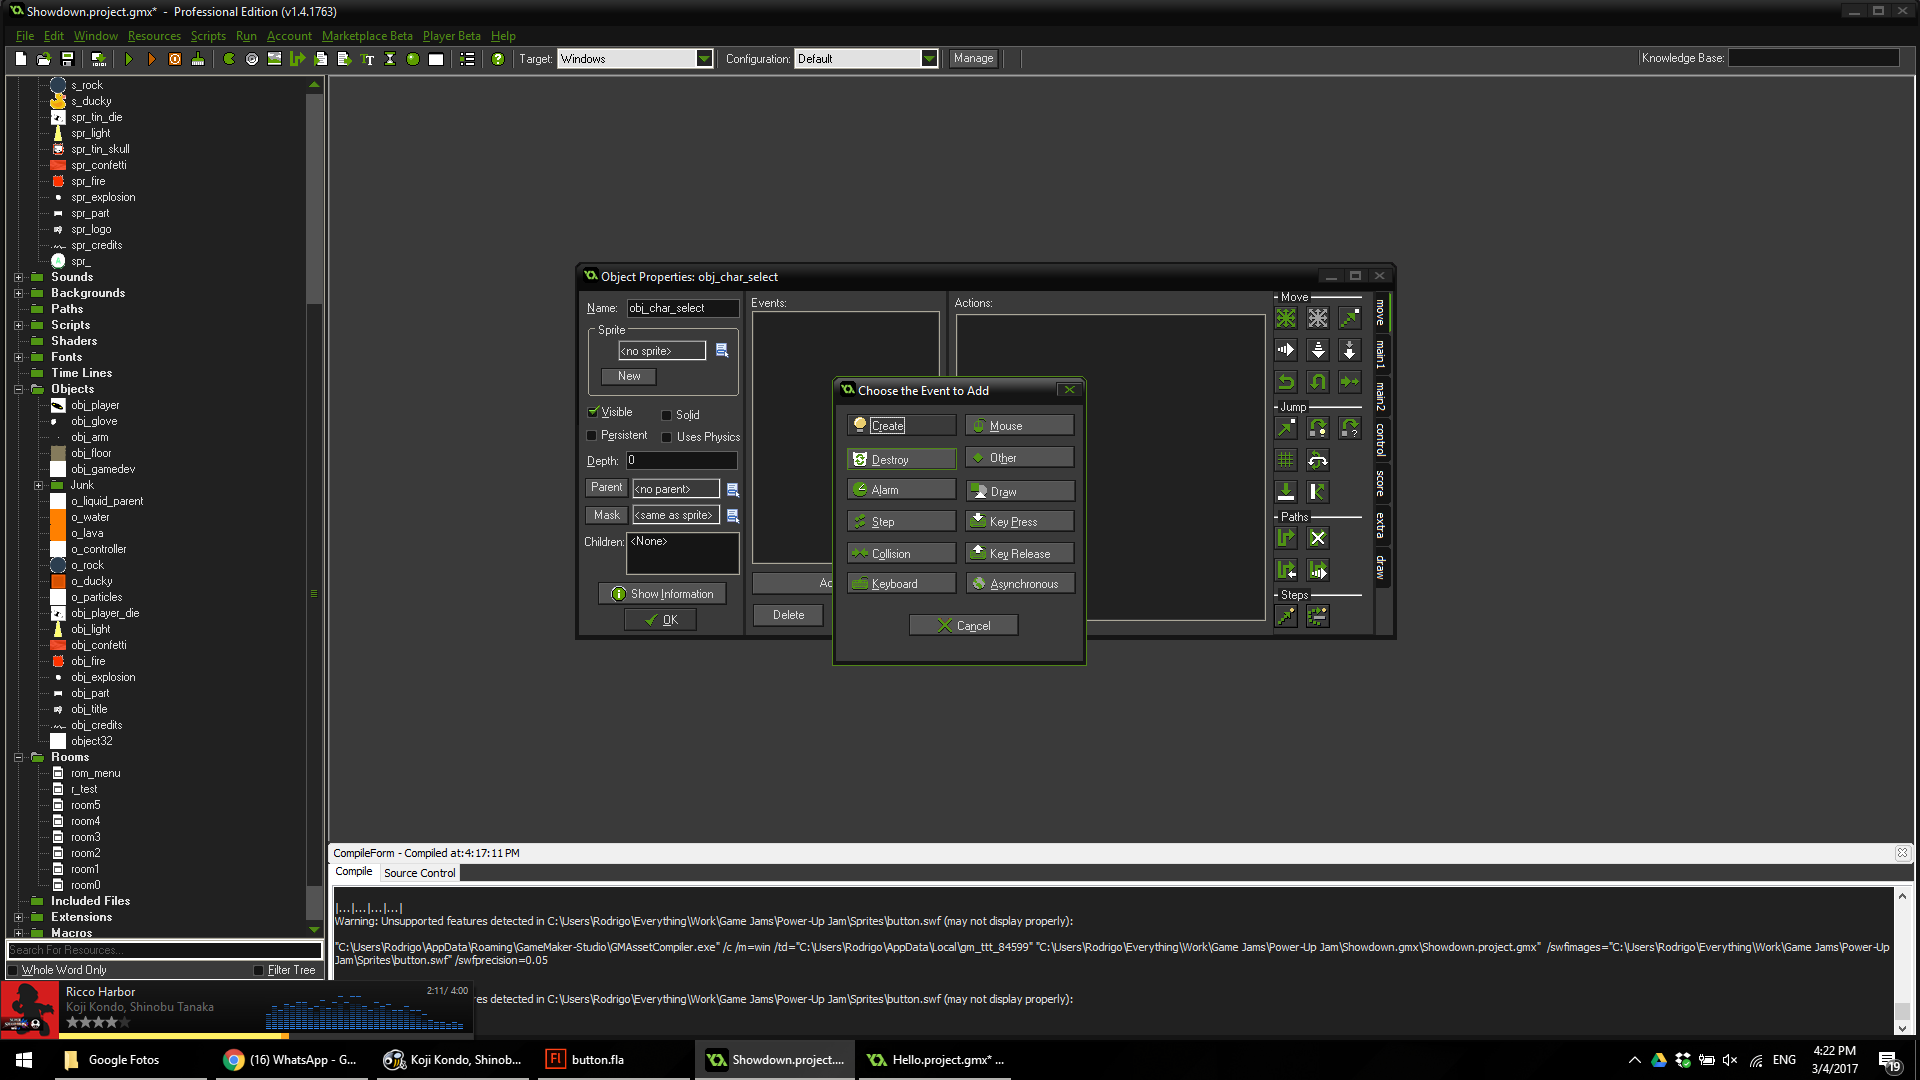 Showdown.project.gmx* - Professional Edition (v1.4.1763)
File Edit Window Resources Scripts Run Account Marketplace Beta Player Beta Help
Target: Windows Configuration: Default Manage Knowledge Base:
s_rock
s_ducky
spr_tin_die
spr_light
spr_tin_skull
spr_confetti
spr_fire
spr_explosion
spr_part
spr_logo
spr_credits
spr_
Sounds
Backgrounds
Paths
Scripts
Shaders
Fonts
Time Lines
Objects
obj_player
obj_glove
obj_arm
obj_floor
obj_gamedev
Junk
o_liquid_parent
o_water
o_lava
o_controller
o_rock
o_ducky
o_particles
obj_player_die
obj_light
obj_confetti
obj_fire
obj_explosion
obj_part
obj_title
obj_credits
object32
Rooms
rom_menu
r_test
room5
room4
room3
room2
room1
room0
Included Files
Extensions
Macros
Search For Resources...
Whole Word Only Filter Tree
Object Properties: obj_char_select
Name: obj_char_select
Sprite
<no sprite>
New
Visible Solid
Persistent Uses Physics
Depth: 0
Parent <no parent>
Mask <same as sprite>
Children: <None>
Show Information
OK
Events:
Delete
Actions:
Move
Jump
Paths
Steps
move
main1
main2
control
score
extra
draw
Choose the Event to Add
Create Mouse
Destroy Other
Alarm Draw
Step Key Press
Collision Key Release
Keyboard Asynchronous
Cancel
CompileForm - Compiled at:4:17:11 PM
Compile Source Control
|...|...|...|...|
Warning: Unsupported features detected in C:\Users\Rodrigo\Everything\Work\Game Jams\Power-Up Jam\Sprites\button.swf (may not display properly):
"C:\Users\Rodrigo\AppData\Roaming\GameMaker-Studio\GMAssetCompiler.exe" /c /m=win /td="C:\Users\Rodrigo\AppData\Local\gm_ttt_84599" "C:\Users\Rodrigo\Everything\Work\Game Jams\Power-Up Jam\Showdown.gmx\Showdown.project.gmx" /swfimages="C:\Users\Rodrigo\Everything\Work\Game Jams\Power-Up
Jam\Sprites\button.swf" /swfprecision=0.05
res detected in C:\Users\Rodrigo\Everything\Work\Game Jams\Power-Up Jam\Sprites\button.swf (may not display properly):
Ricco Harbor 2:11/ 4:00
Koji Kondo, Shinobu Tanaka
Google Fotos
(16) WhatsApp - G...
Koji Kondo, Shinob...
Fl button.fla
Showdown.project....
Hello.project.gmx* ...
ENG
4:22 PM
3/4/2017
19